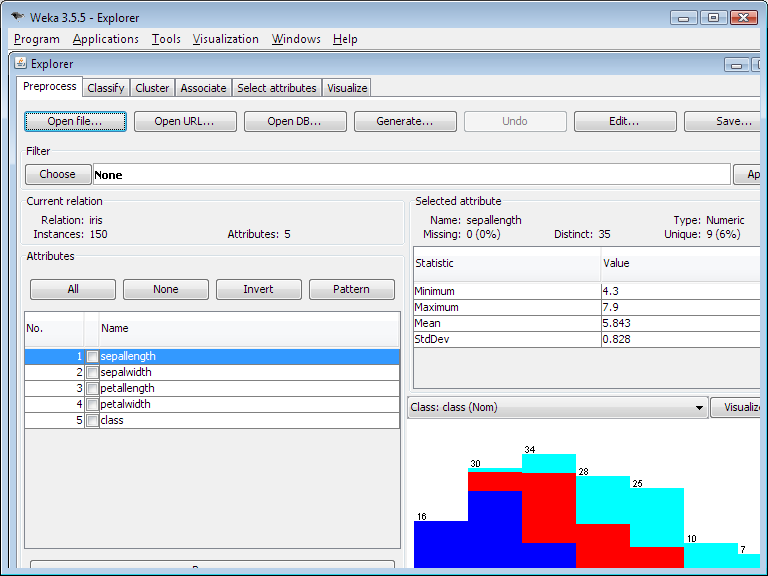 Weka 3.5.5 - Explorer
Program Applications Tools Visualization Windows Help
Explorer
Preprocess Classify Cluster Associate Select attributes Visualize
Open file... Open URL... Open DB... Generate... Undo Edit... Save...
Filter
Choose None Ap
Current relation
Relation: iris
Instances: 150 Attributes: 5
Selected attribute
Name: sepallength Type: Numeric
Missing: 0 (0%) Distinct: 35 Unique: 9 (6%)
Attributes
All None Invert Pattern
No. Name
1 sepallength
2 sepalwidth
3 petallength
4 petalwidth
5 class
Statistic Value
Minimum 4.3
Maximum 7.9
Mean 5.843
StdDev 0.828
Class: class (Nom) Visualiz
16 30 34 28 25 10 7